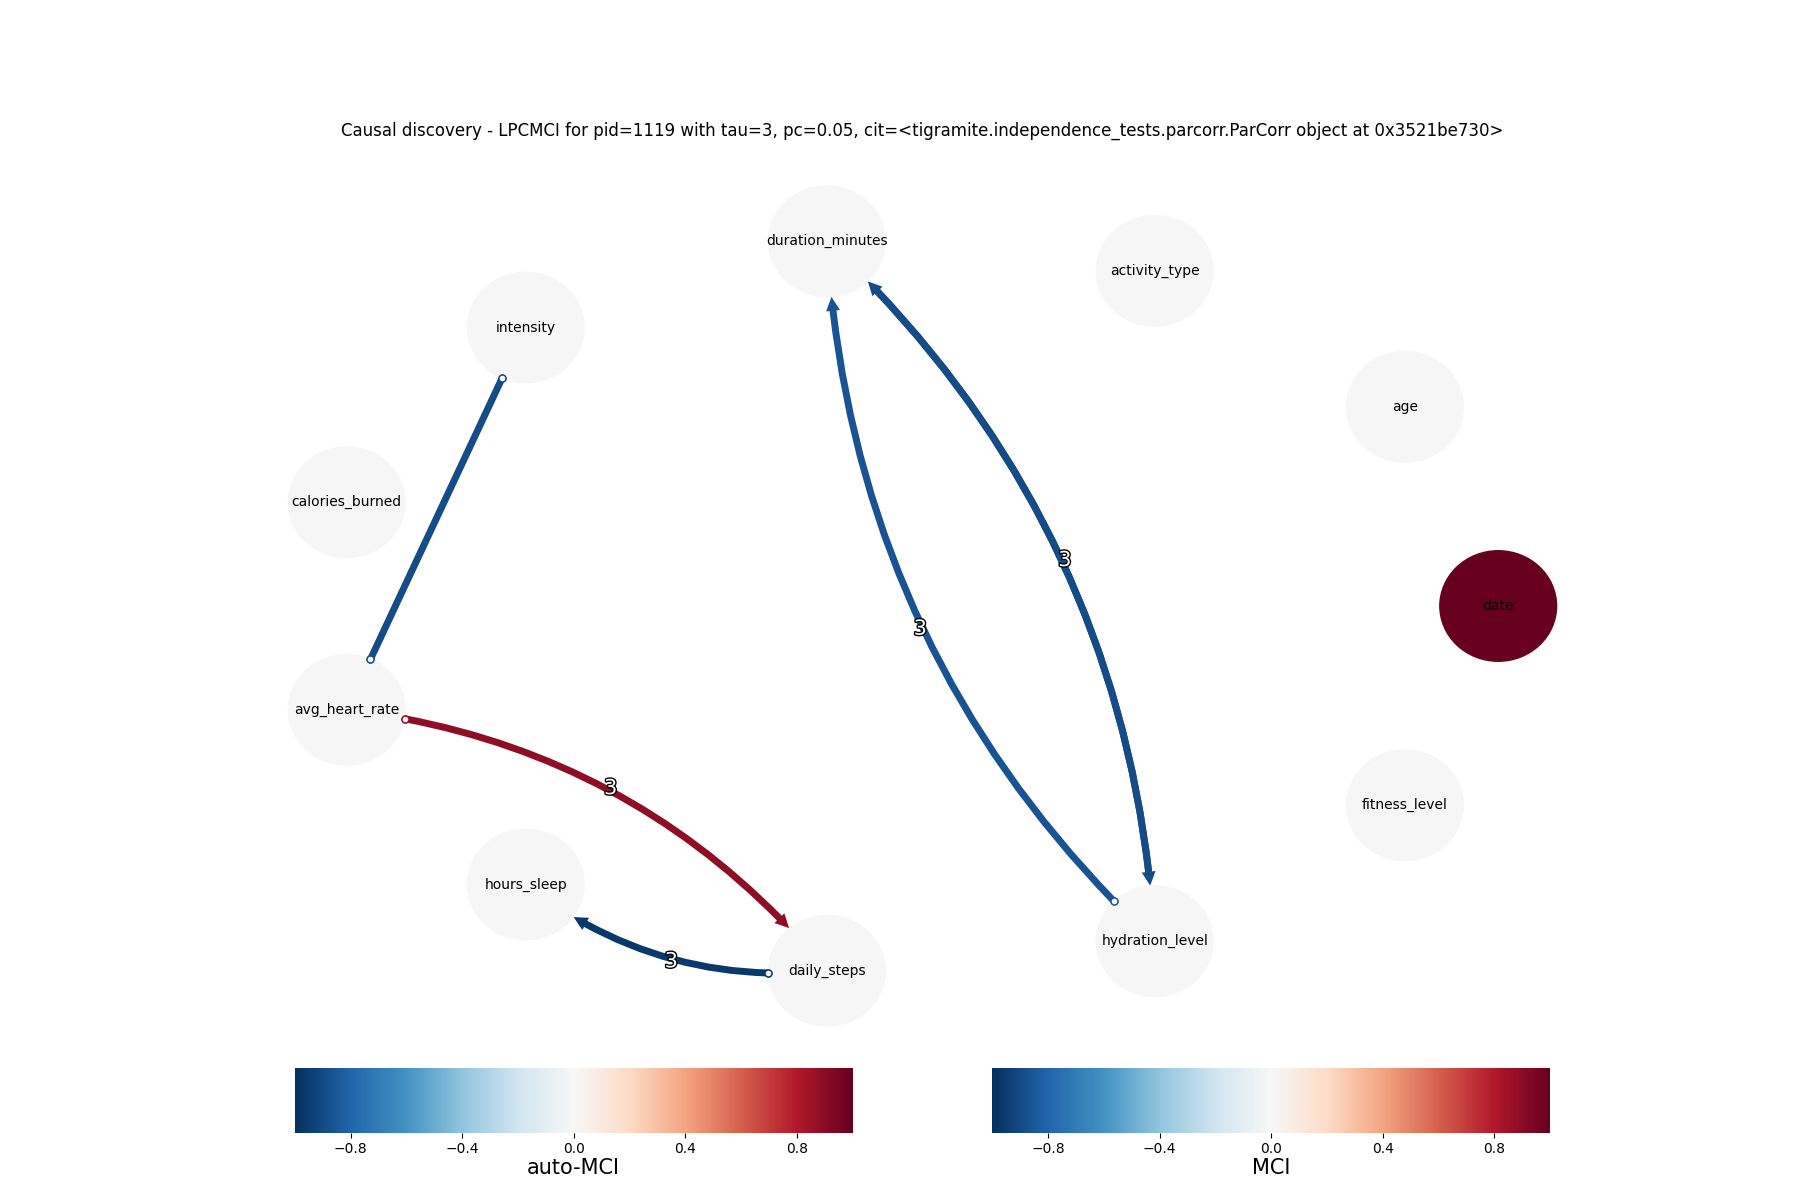 Causal discovery - LPCMCI for pid=1119 with tau=3, pc=0.05, cit=<tigramite.independence_tests.parcorr.ParCorr object at 0x3521be730>
duration_minutes
activity_type
intensity
age
calories_burned
3
date
3
avg_heart_rate
3
fitness_level
hours_sleep
hydration_level
3
daily_steps
−0.8 −0.4 0.0 0.4 0.8
auto-MCI
−0.8 −0.4 0.0 0.4 0.8
MCI